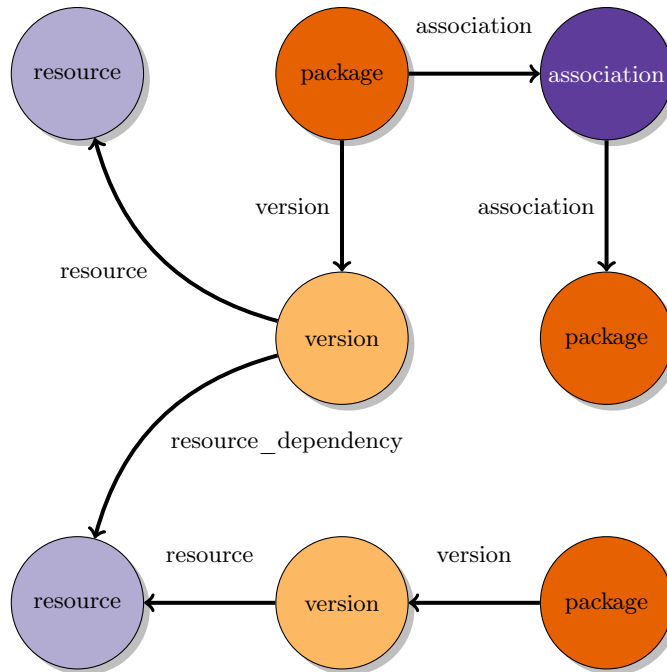 association
resource
package
association
version
association
resource
version
package
resource_dependency
resource
version
resource
version
package